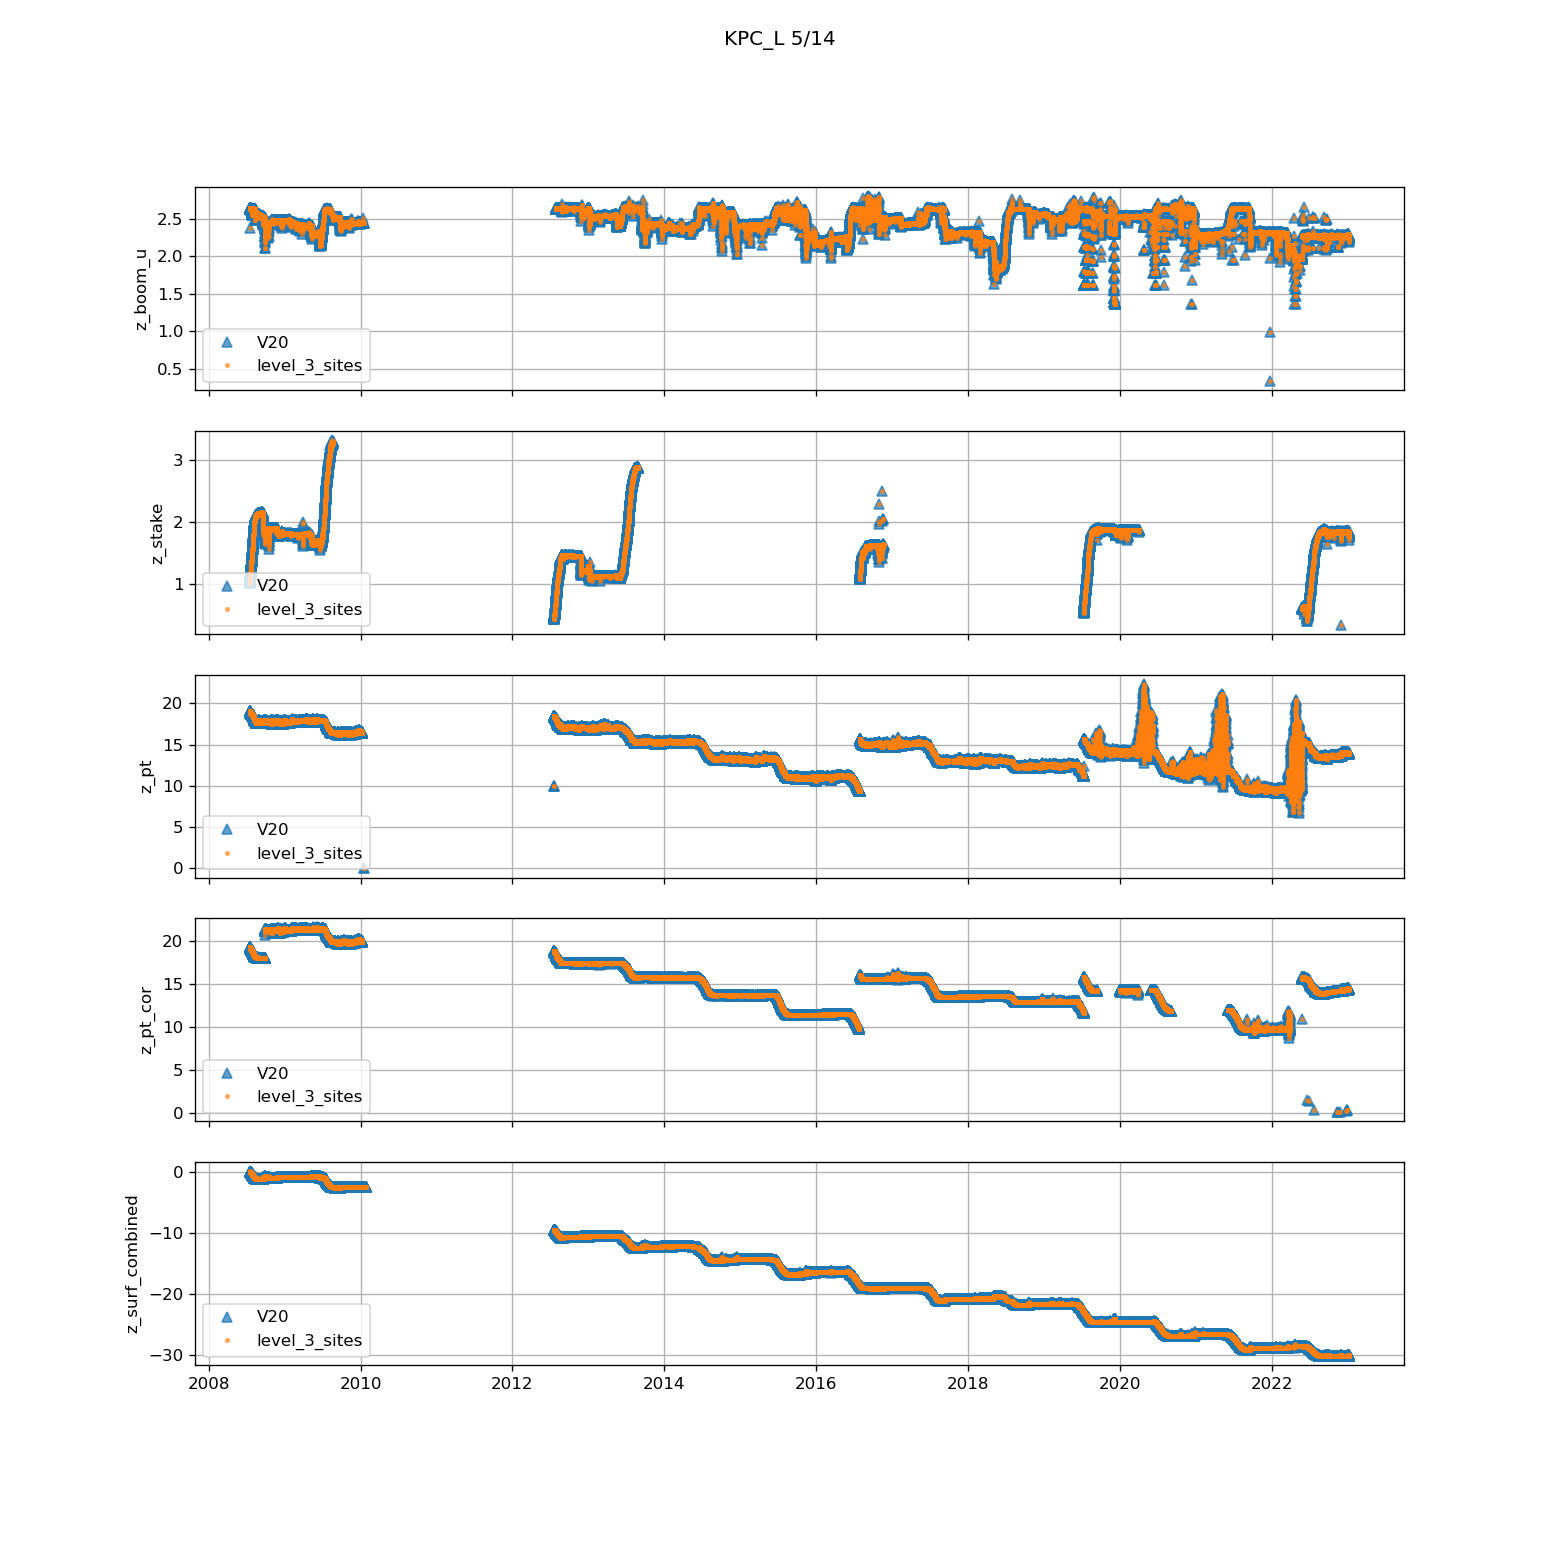 KPC_L 5/14
z_boom_u
2.5
2.0
1.5
1.0
0.5
V20
level_3_sites
z_stake
3
2
1
V20
level_3_sites
z_pt
20
15
10
5
0
V20
level_3_sites
z_pt_cor
20
15
10
5
0
V20
level_3_sites
z_surf_combined
0
−10
−20
−30
V20
level_3_sites
2008 2010 2012 2014 2016 2018 2020 2022